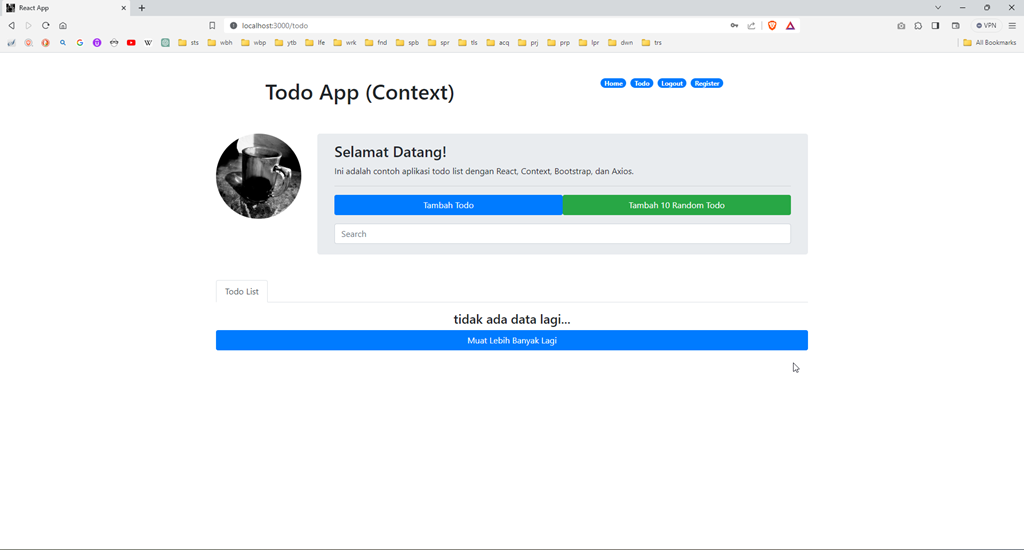 React App
localhost:3000/todo
VPN
sts wbh wbp ytb lfe wrk fnd spb spr tls acq prj prp lpr dwn trs All Bookmarks
Todo App (Context)
Home Todo Logout Register
Selamat Datang!
Ini adalah contoh aplikasi todo list dengan React, Context, Bootstrap, dan Axios.
Tambah Todo Tambah 10 Random Todo
Search
Todo List
tidak ada data lagi...
Muat Lebih Banyak Lagi